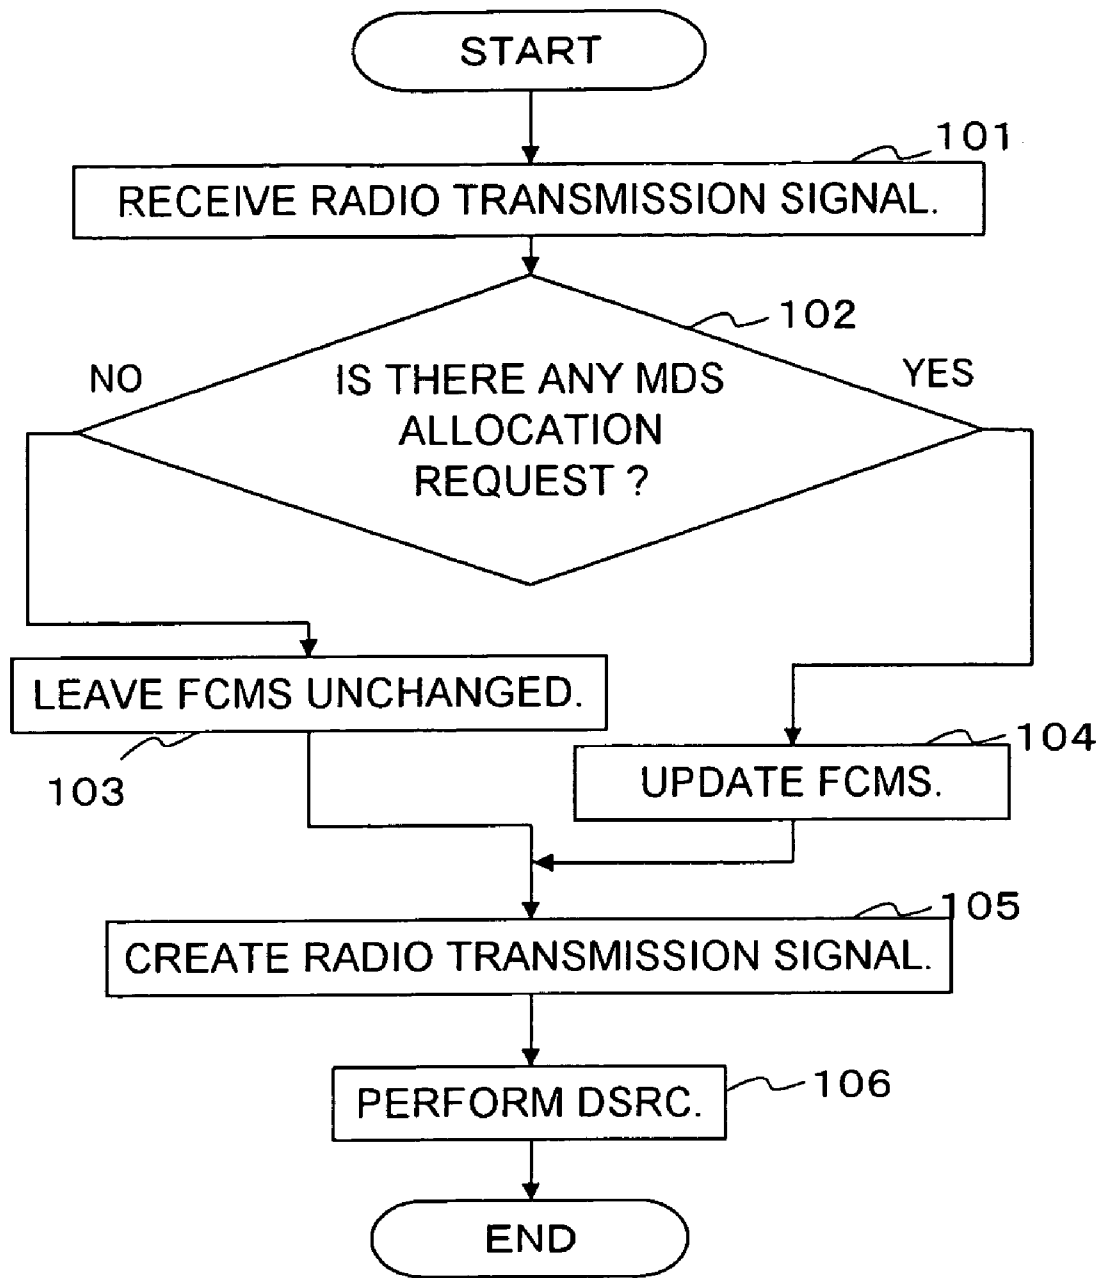 START
101
RECEIVE RADIO TRANSMISSION SIGNAL.
102
NO
YES
IS THERE ANY MDS
ALLOCATION
REQUEST ?
LEAVE FCMS UNCHANGED.
103
104
UPDATE FCMS.
105
CREATE RADIO TRANSMISSION SIGNAL.
106
PERFORM DSRC.
END